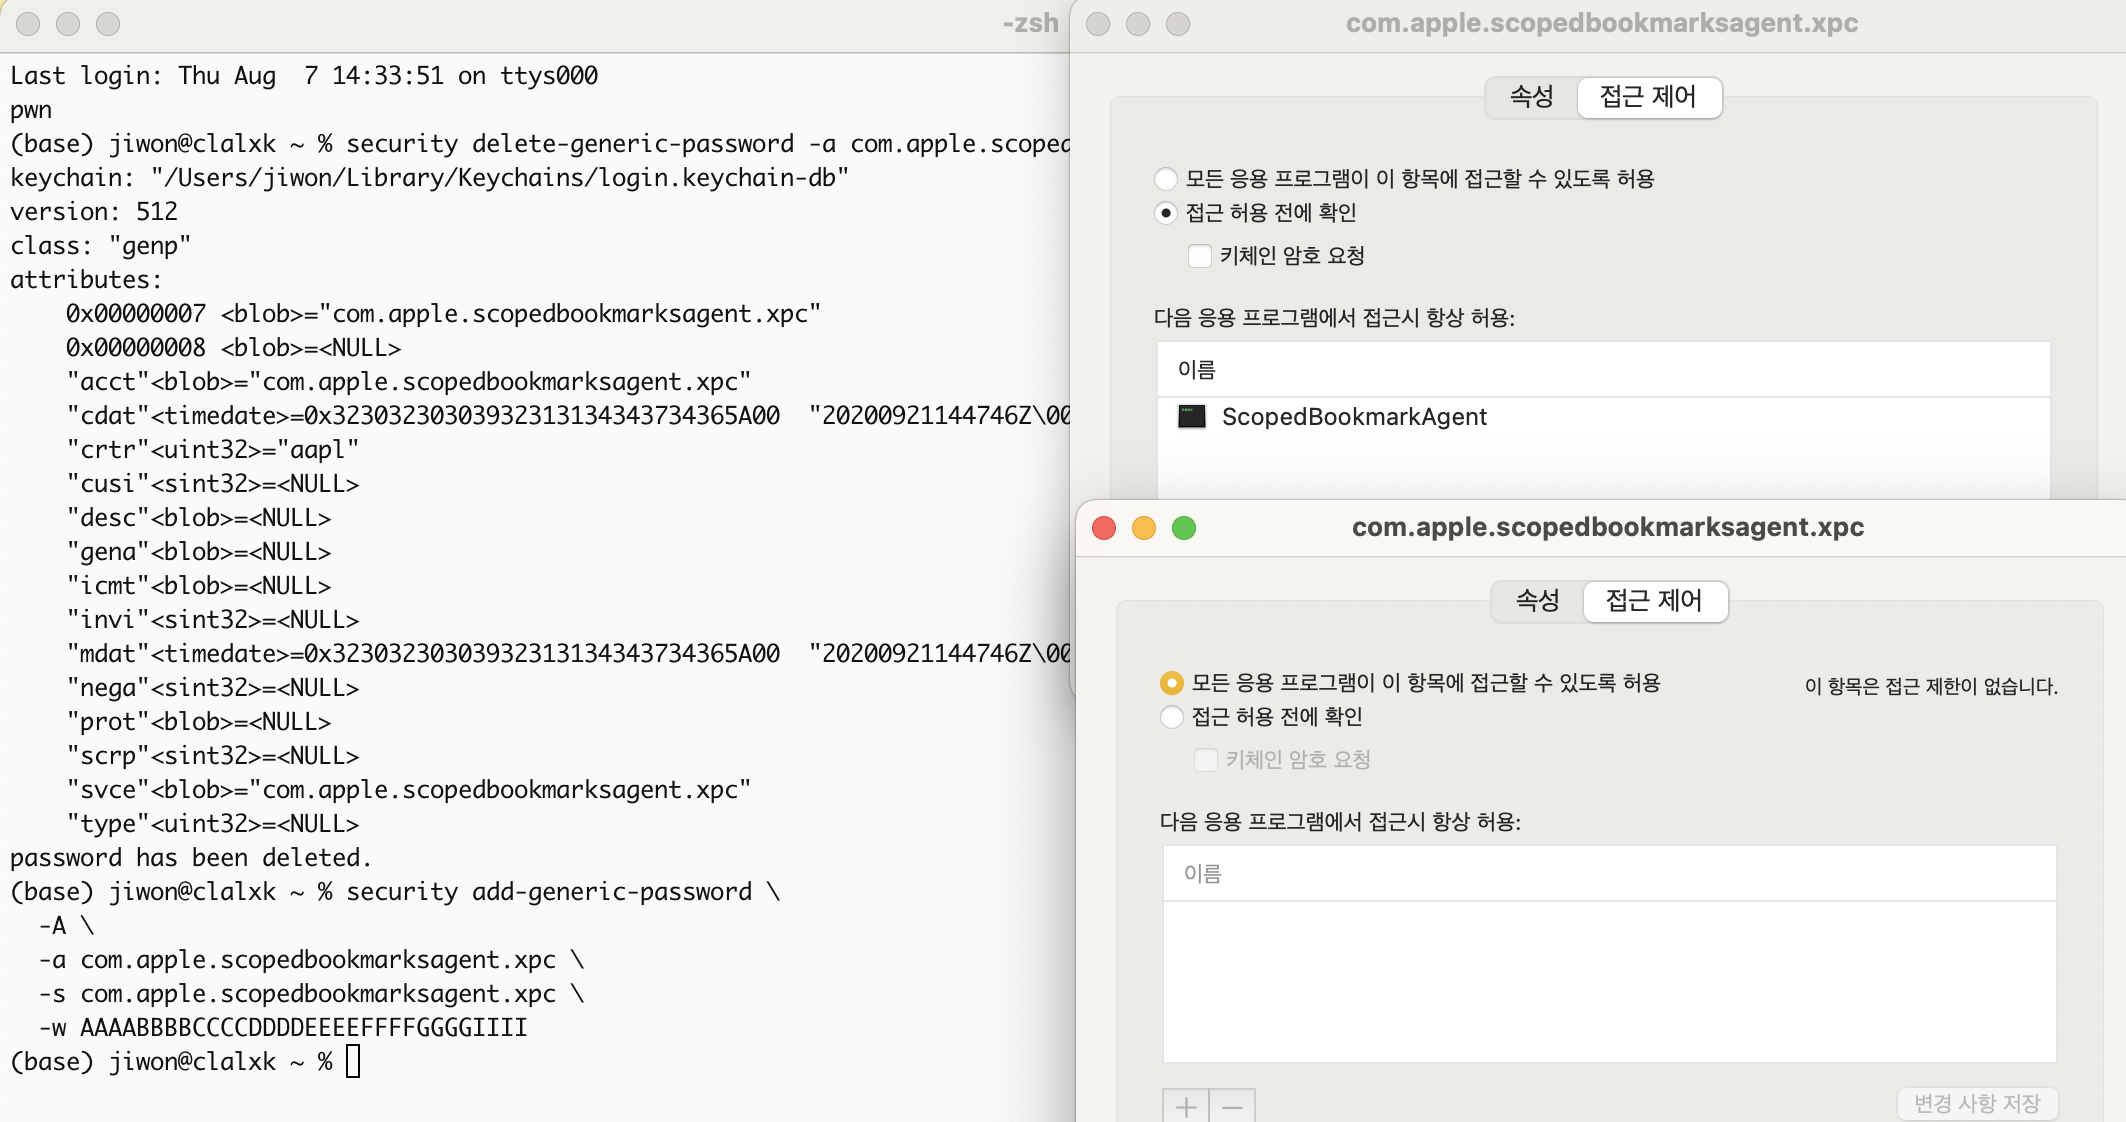 -zsh
Last login: Thu Aug  7 14:33:51 on ttys000
pwn
(base) jiwon@clalxk ~ % security delete-generic-password -a com.apple.scoped
keychain: "/Users/jiwon/Library/Keychains/login.keychain-db"
version: 512
class: "genp"
attributes:
    0x00000007 <blob>="com.apple.scopedbookmarksagent.xpc"
    0x00000008 <blob>=<NULL>
    "acct"<blob>="com.apple.scopedbookmarksagent.xpc"
    "cdat"<timedate>=0x32303230303932313134343734365A00  "20200921144746Z\00
    "crtr"<uint32>="aapl"
    "cusi"<sint32>=<NULL>
    "desc"<blob>=<NULL>
    "gena"<blob>=<NULL>
    "icmt"<blob>=<NULL>
    "invi"<sint32>=<NULL>
    "mdat"<timedate>=0x32303230303932313134343734365A00  "20200921144746Z\00
    "nega"<sint32>=<NULL>
    "prot"<blob>=<NULL>
    "scrp"<sint32>=<NULL>
    "svce"<blob>="com.apple.scopedbookmarksagent.xpc"
    "type"<uint32>=<NULL>
password has been deleted.
(base) jiwon@clalxk ~ % security add-generic-password \
  -A \
  -a com.apple.scopedbookmarksagent.xpc \
  -s com.apple.scopedbookmarksagent.xpc \
  -w AAAABBBBCCCCDDDDEEEEFFFFGGGGIIII
(base) jiwon@clalxk ~ %
com.apple.scopedbookmarksagent.xpc
속성 접근 제어
모든 응용 프로그램이 이 항목에 접근할 수 있도록 허용
접근 허용 전에 확인
키체인 암호 요청
다음 응용 프로그램에서 접근시 항상 허용:
이름
ScopedBookmarkAgent
com.apple.scopedbookmarksagent.xpc
속성 접근 제어
모든 응용 프로그램이 이 항목에 접근할 수 있도록 허용 이 항목은 접근 제한이 없습니다.
접근 허용 전에 확인
키체인 암호 요청
다음 응용 프로그램에서 접근시 항상 허용:
이름
변경 사항 저장